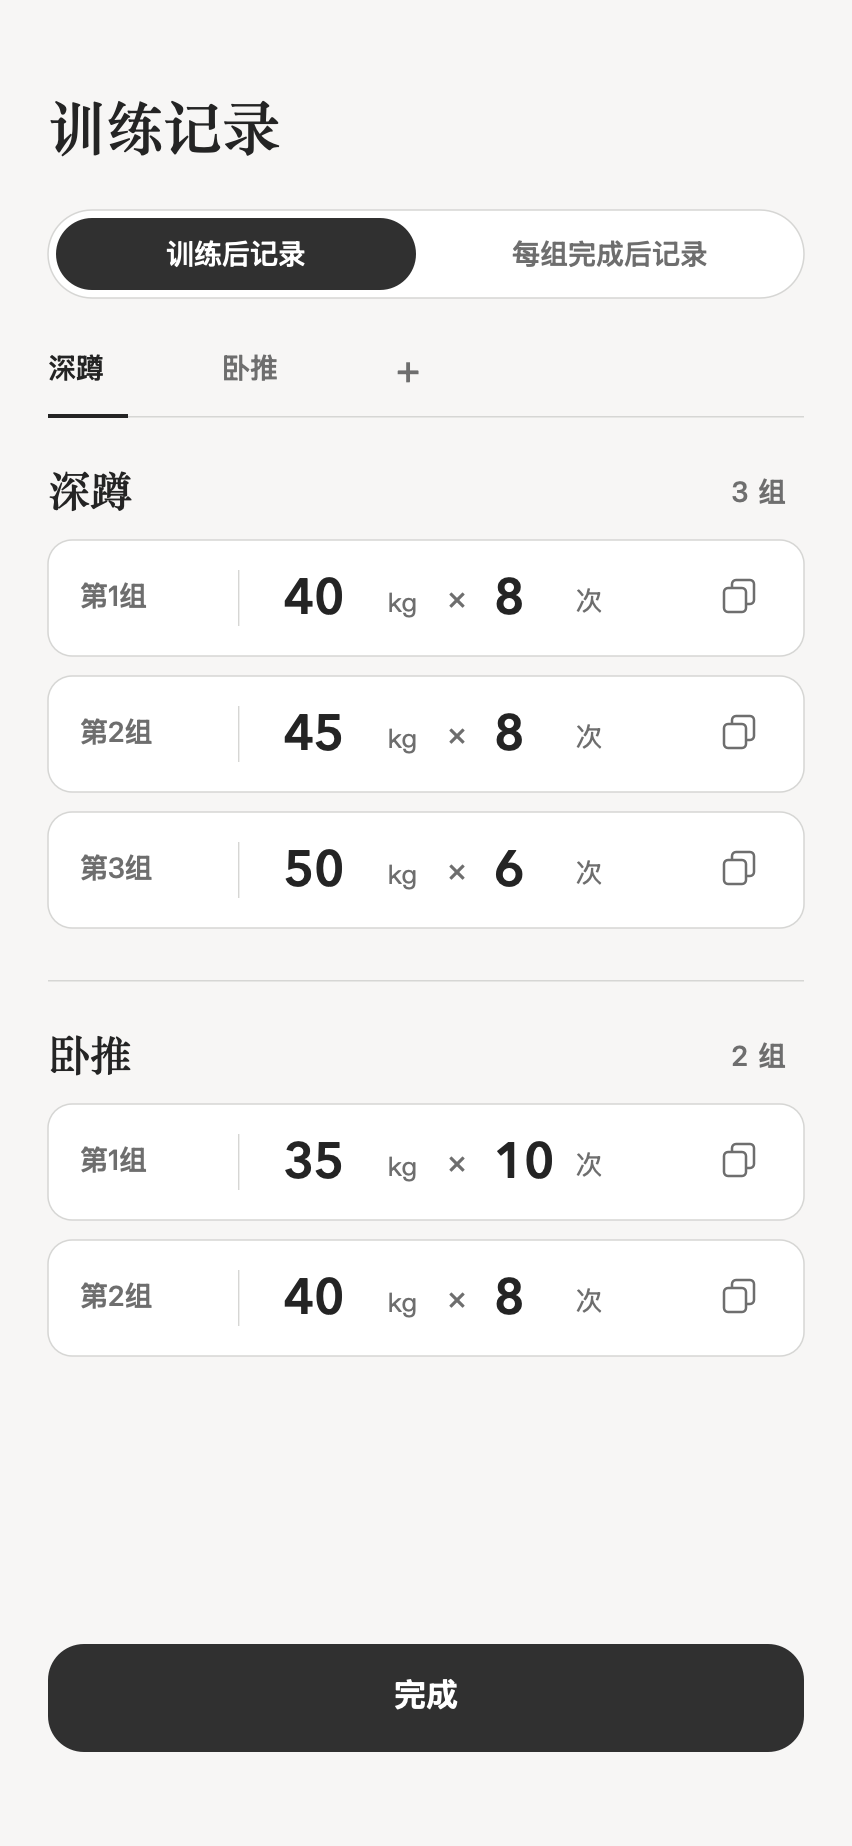 训练记录
训练后记录 每组完成后记录
深蹲 卧推 +
深蹲 3 组
第1组 40 kg × 8 次
第2组 45 kg × 8 次
第3组 50 kg × 6 次
卧推 2 组
第1组 35 kg × 10 次
第2组 40 kg × 8 次
完成